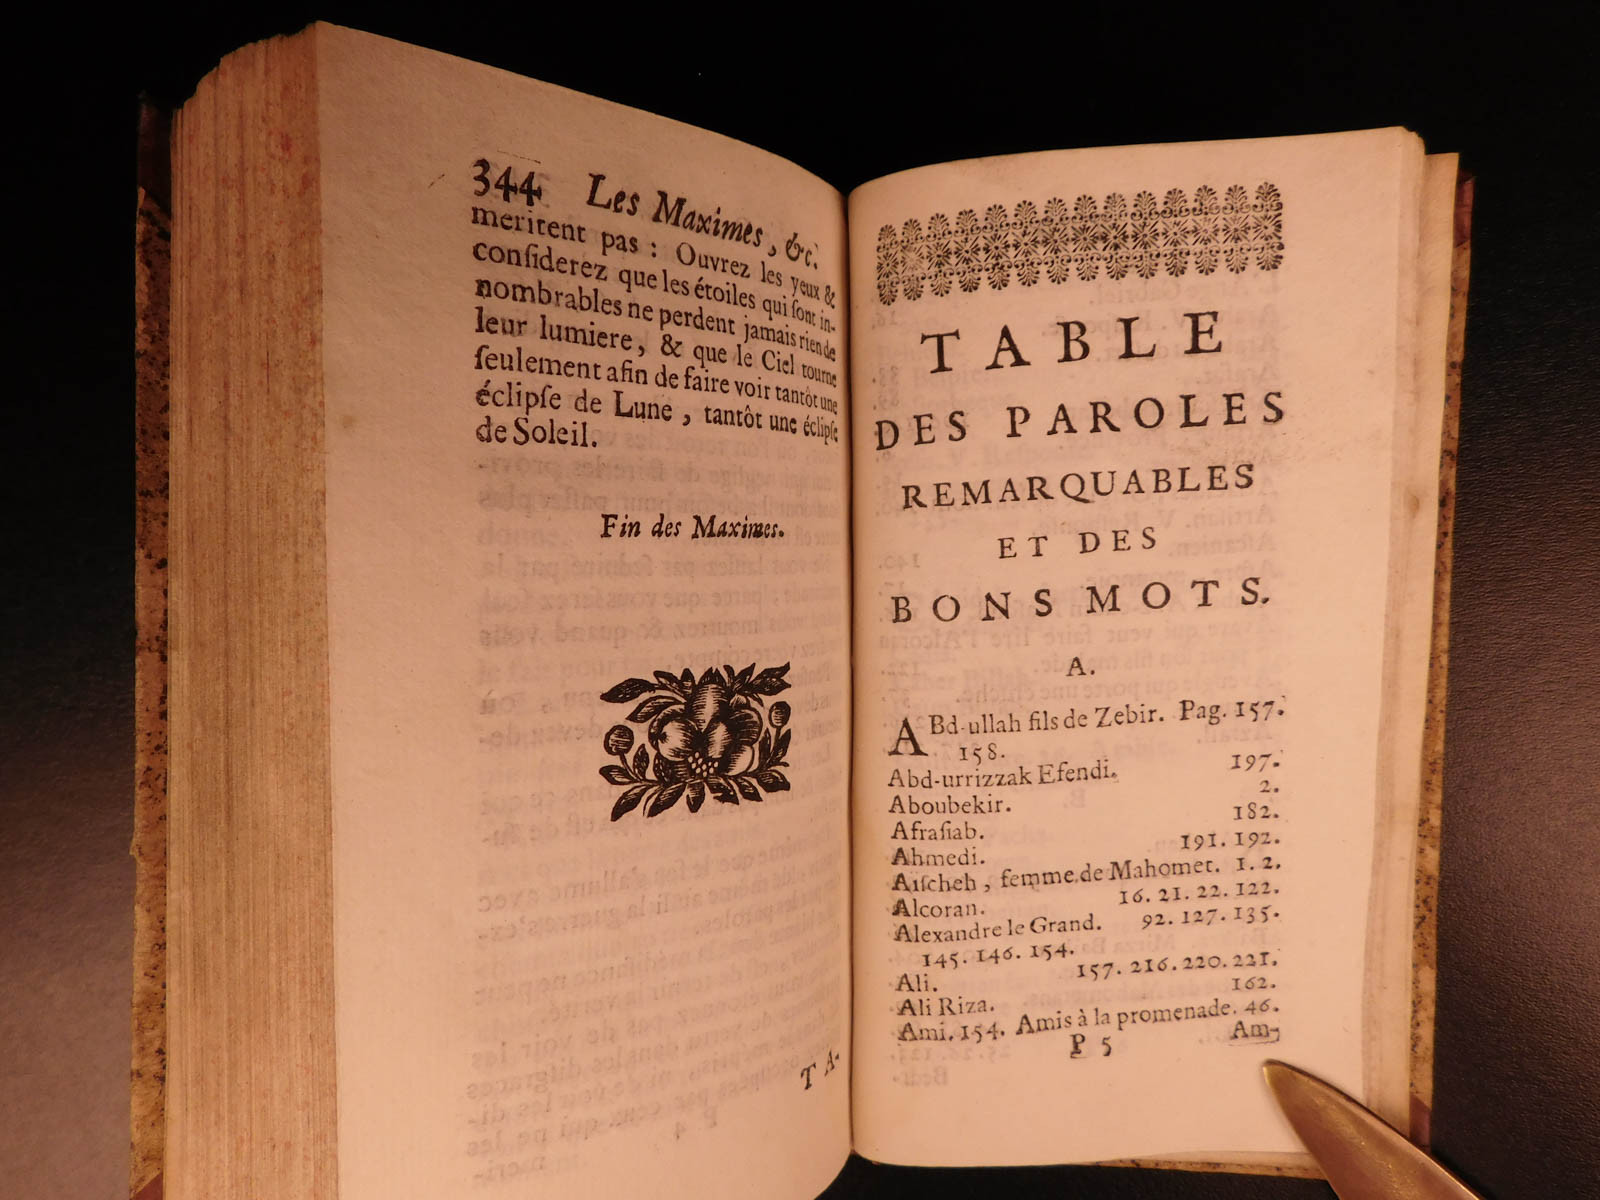 344 Les Maximes, &c.
meritent pas : Ouvrez les yeux &
conſiderez que les étoiles qui ſont in-
nombrables ne perdent jamais rien de
leur lumiere, & que le Ciel tourne
ſeulement afin de faire voir tantôt une
éclipſe de Lune, tantôt une éclipſe
de Soleil.
Fin des Maximes.
TA-
TABLE
DES PAROLES
REMARQUABLES
ET DES
BONS MOTS.
A.
ABd-ullah fils de Zebir. Pag. 157.
158.
Abd-urrizzak Efendi. 197.
Aboubekir. 2.
Afraſiab. 182.
Ahmedi. 191. 192.
Aiſcheh, femme de Mahomet. 1. 2.
Alcoran. 16. 21. 22. 122.
Alexandre le Grand. 92. 127. 135.
145. 146. 154.
Ali. 157. 216. 220. 221.
Ali Riza. 162.
Ami. 154. Amis à la promenade. 46.
P 5 Am-